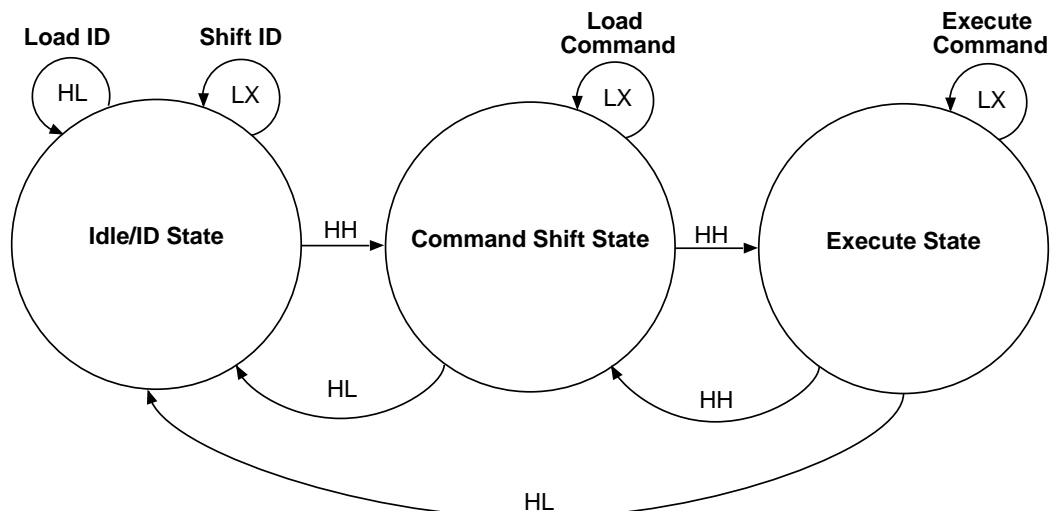 Load ID
Shift ID
Load
Command
Execute
Command
HL
LX
LX
LX
Idle/ID State
HH
Command Shift State
HH
Execute State
HL
HH
HL